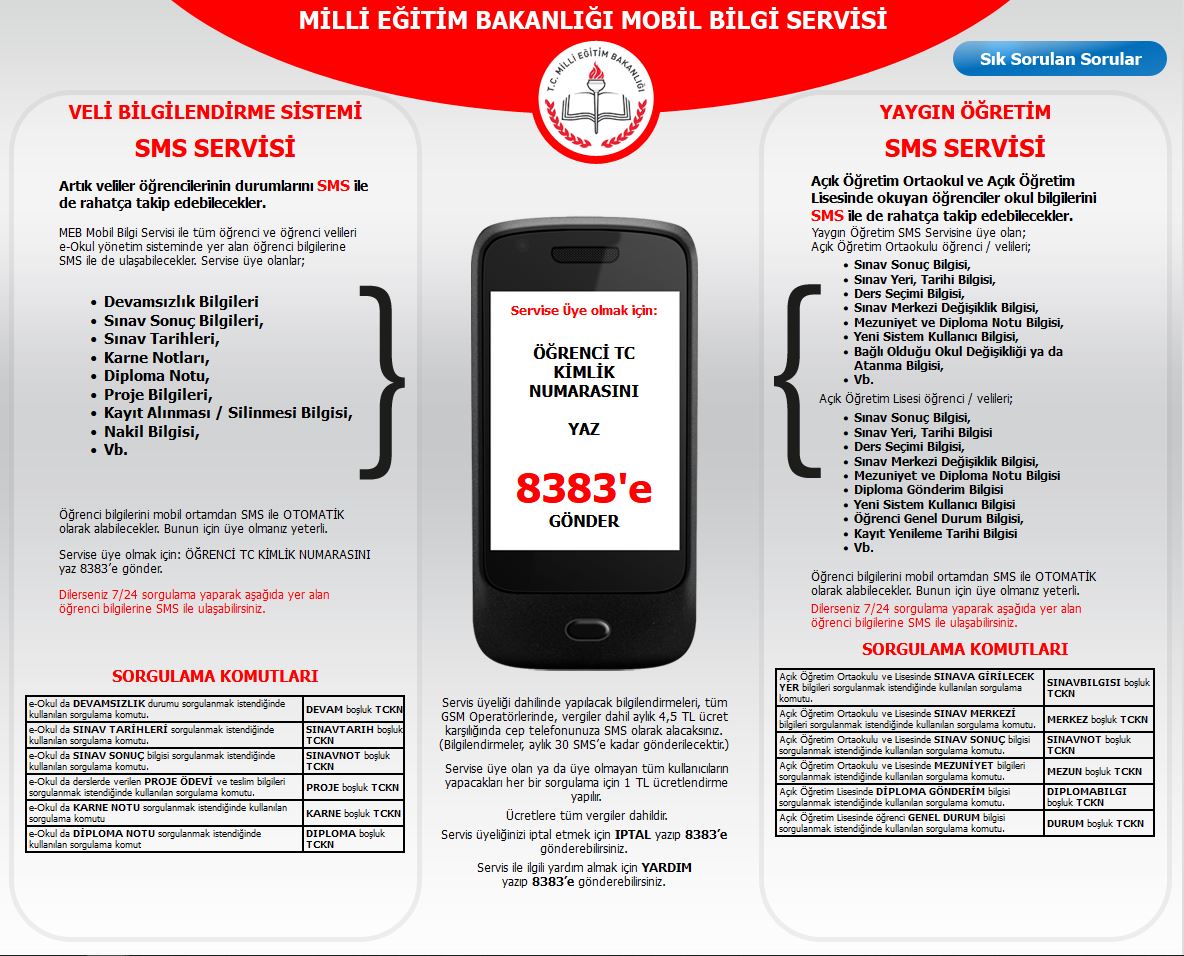 MİLLİ EĞİTİM BAKANLIĞI MOBİL BİLGİ SERVİSİ
T.C. MİLLİ EĞİTİM BAKANLIĞI
Sık Sorulan Sorular
VELİ BİLGİLENDİRME SİSTEMİ
SMS SERVİSİ
Artık veliler öğrencilerinin durumlarını SMS ile
de rahatça takip edebilecekler.
MEB Mobil Bilgi Servisi ile tüm öğrenci ve öğrenci velileri
e-Okul yönetim sisteminde yer alan öğrenci bilgilerine
SMS ile de ulaşabilecekler. Servise üye olanlar;
• Devamsızlık Bilgileri
• Sınav Sonuç Bilgileri,
• Sınav Tarihleri,
• Karne Notları,
• Diploma Notu,
• Proje Bilgileri,
• Kayıt Alınması / Silinmesi Bilgisi,
• Nakil Bilgisi,
• Vb.
Öğrenci bilgilerini mobil ortamdan SMS ile OTOMATİK
olarak alabilecekler. Bunun için üye olmanız yeterli.
Servise üye olmak için: ÖĞRENCİ TC KİMLİK NUMARASINI
yaz 8383’e gönder.
Dilerseniz 7/24 sorgulama yaparak aşağıda yer alan
öğrenci bilgilerine SMS ile ulaşabilirsiniz.
SORGULAMA KOMUTLARI
e-Okul da DEVAMSIZLIK durumu sorgulanmak istendiğinde
kullanılan sorgulama komutu.
DEVAM boşluk TCKN
e-Okul da SINAV TARİHLERİ sorgulanmak istendiğinde
kullanılan sorgulama komutu.
SINAVTARIH boşluk
TCKN
e-Okul da SINAV SONUÇ bilgisi sorgulanmak istendiğinde
kullanılan sorgulama komutu.
SINAVNOT boşluk
TCKN
e-Okul da derslerde verilen PROJE ÖDEVİ ve teslim bilgileri
sorgulanmak istendiğinde kullanılan sorgulama komutu.
PROJE boşluk TCKN
e-Okul da KARNE NOTU sorgulanmak istendiğinde kullanılan
sorgulama komutu
KARNE boşluk TCKN
e-Okul da DİPLOMA NOTU sorgulanmak istendiğinde
kullanılan sorgulama komut
DIPLOMA boşluk
TCKN
Servise Üye olmak için:
ÖĞRENCİ TC
KİMLİK
NUMARASINI
YAZ
8383'e
GÖNDER
Servis üyeliği dahilinde yapılacak bilgilendirmeleri, tüm
GSM Operatörlerinde, vergiler dahil aylık 4,5 TL ücret
karşılığında cep telefonunuza SMS olarak alacaksınız.
(Bilgilendirmeler, aylık 30 SMS’e kadar gönderilecektir.)
Servise üye olan ya da üye olmayan tüm kullanıcıların
yapacakları her bir sorgulama için 1 TL ücretlendirme
yapılır.
Ücretlere tüm vergiler dahildir.
Servis üyeliğinizi iptal etmek için IPTAL yazıp 8383’e
gönderebilirsiniz.
Servis ile ilgili yardım almak için YARDIM
yazıp 8383’e gönderebilirsiniz.
YAYGIN ÖĞRETİM
SMS SERVİSİ
Açık Öğretim Ortaokul ve Açık Öğretim
Lisesinde okuyan öğrenciler okul bilgilerini
SMS ile de rahatça takip edebilecekler.
Yaygın Öğretim SMS Servisine üye olan;
Açık Öğretim Ortaokulu öğrenci / velileri;
• Sınav Sonuç Bilgisi,
• Sınav Yeri, Tarihi Bilgisi,
• Ders Seçimi Bilgisi,
• Sınav Merkezi Değişiklik Bilgisi,
• Mezuniyet ve Diploma Notu Bilgisi,
• Yeni Sistem Kullanıcı Bilgisi,
• Bağlı Olduğu Okul Değişikliği ya da
Atanma Bilgisi,
• Vb.
Açık Öğretim Lisesi öğrenci / velileri;
• Sınav Sonuç Bilgisi,
• Sınav Yeri, Tarihi Bilgisi
• Ders Seçimi Bilgisi,
• Sınav Merkezi Değişiklik Bilgisi,
• Mezuniyet ve Diploma Notu Bilgisi
• Diploma Gönderim Bilgisi
• Yeni Sistem Kullanıcı Bilgisi
• Öğrenci Genel Durum Bilgisi,
• Kayıt Yenileme Tarihi Bilgisi
• Vb.
Öğrenci bilgilerini mobil ortamdan SMS ile OTOMATİK
olarak alabilecekler. Bunun için üye olmanız yeterli.
Dilerseniz 7/24 sorgulama yaparak aşağıda yer alan
öğrenci bilgilerine SMS ile ulaşabilirsiniz.
SORGULAMA KOMUTLARI
Açık Öğretim Ortaokulu ve Lisesinde SINAVA GİRİLECEK
YER bilgileri sorgulanmak istendiğinde kullanılan sorgulama
komutu.
SINAVBILGISI boşluk
TCKN
Açık Öğretim Ortaokulu ve Lisesinde SINAV MERKEZİ
bilgileri sorgulanmak istendiğinde kullanılan sorgulama komutu.
MERKEZ boşluk TCKN
Açık Öğretim Ortaokulu ve Lisesinde SINAV SONUÇ bilgisi
sorgulanmak istendiğinde kullanılan sorgulama komutu.
SINAVNOT boşluk
TCKN
Açık Öğretim Ortaokulu ve Lisesinde MEZUNİYET bilgileri
sorgulanmak istendiğinde kullanılan sorgulama komutu.
MEZUN boşluk TCKN
Açık Öğretim Lisesinde DİPLOMA GÖNDERİM bilgisi
sorgulanmak istendiğinde kullanılan sorgulama komutu.
DIPLOMABILGI
boşluk TCKN
Açık Öğretim Lisesinde öğrenci GENEL DURUM bilgisi
sorgulanmak istendiğinde kullanılan sorgulama komutu.
DURUM boşluk TCKN